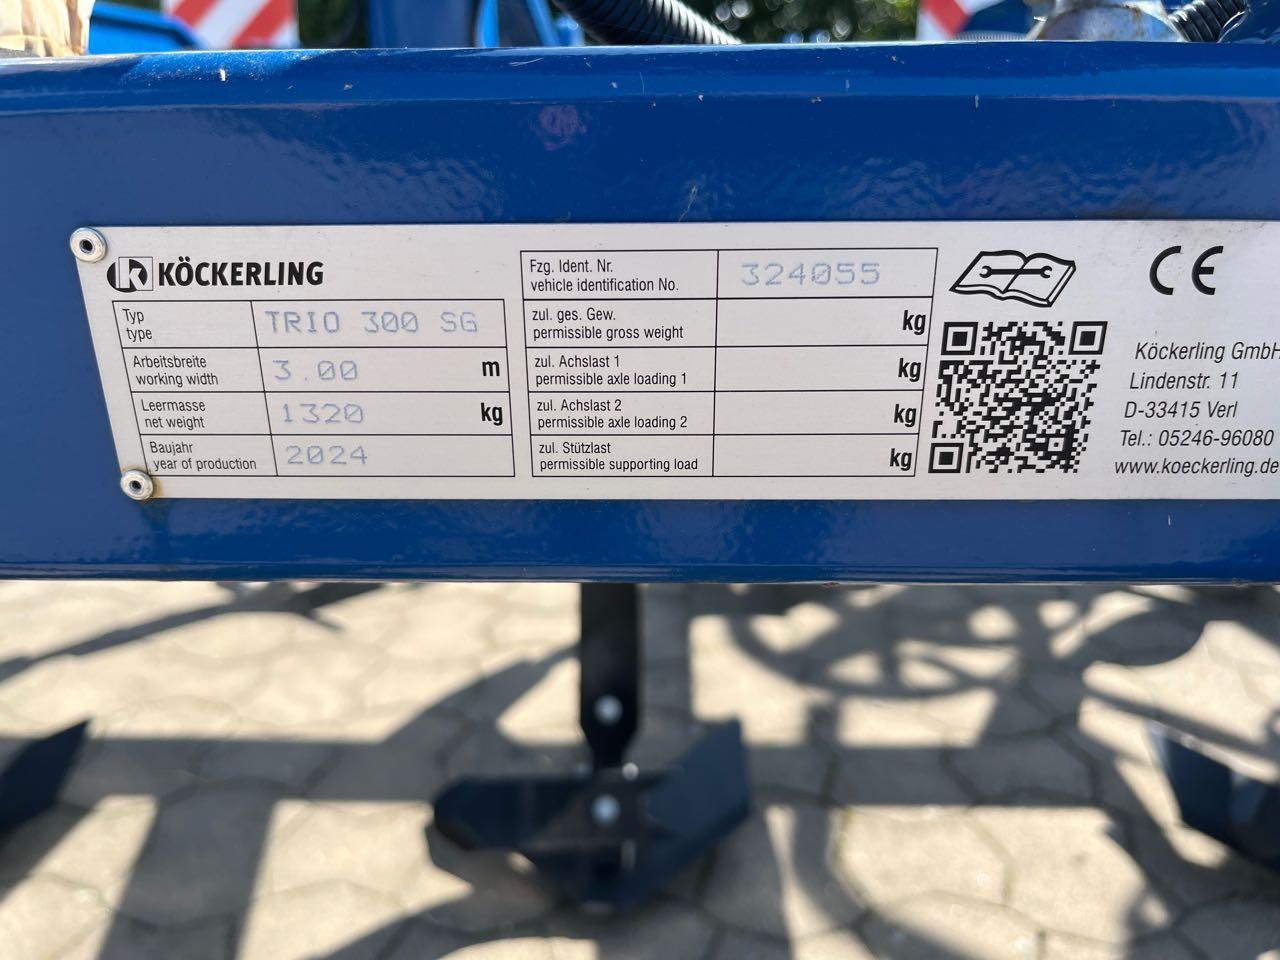 KÖCKERLING
Typ
type
TRIO 300 SG
Arbeitsbreite
working width
3.00 m
Leermasse
net weight
1320 kg
Baujahr
year of production
2024
Fzg. Ident. Nr.
vehicle identification No.
324055
zul. ges. Gew.
permissible gross weight
kg
zul. Achslast 1
permissible axle loading 1
kg
zul. Achslast 2
permissible axle loading 2
kg
zul. Stützlast
permissible supporting load
kg
CE
Köckerling GmbH
Lindenstr. 11
D-33415 Verl
Tel.: 05246-96080
www.koeckerling.de